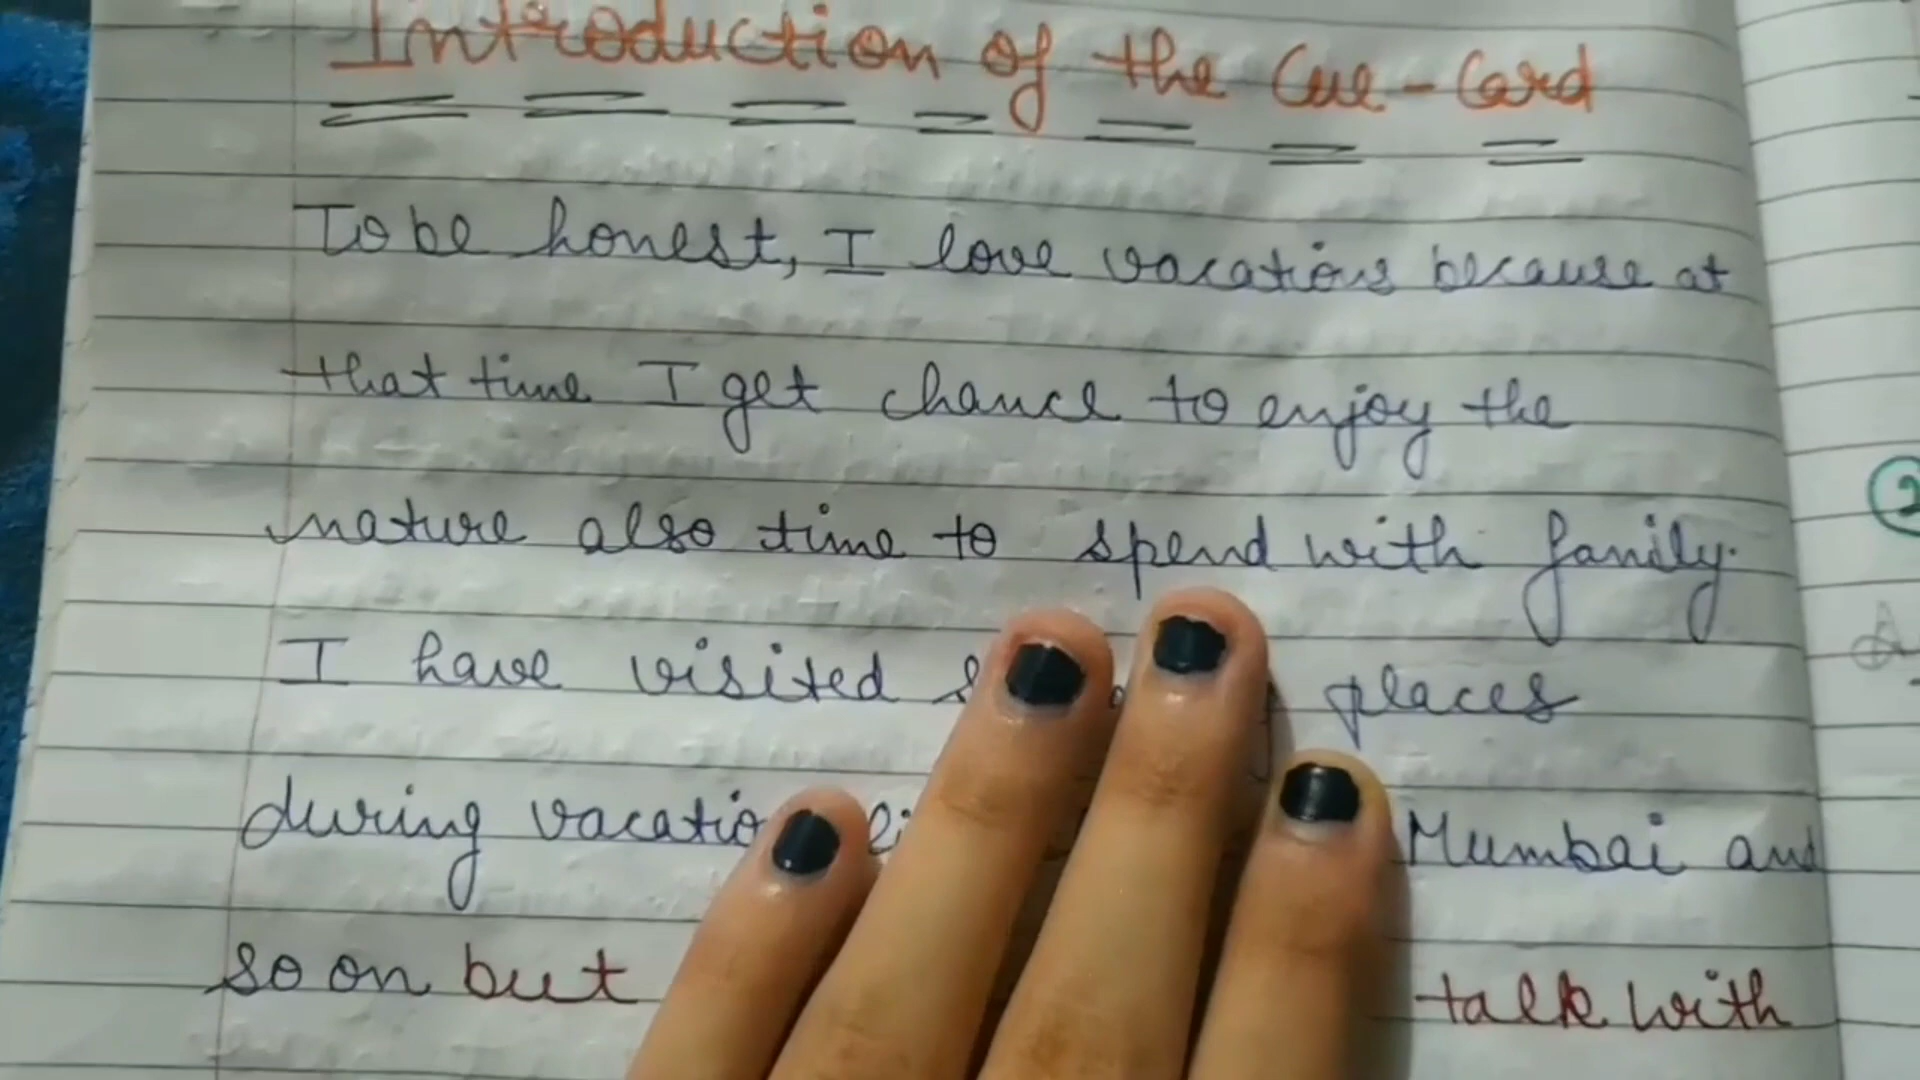 Introduction of the Cue-Card
To be honest, I love vacations because at
that time I get chance to enjoy the
nature also time to spend with family.
I have visited places
during Mumbai and
so on but talk with
2